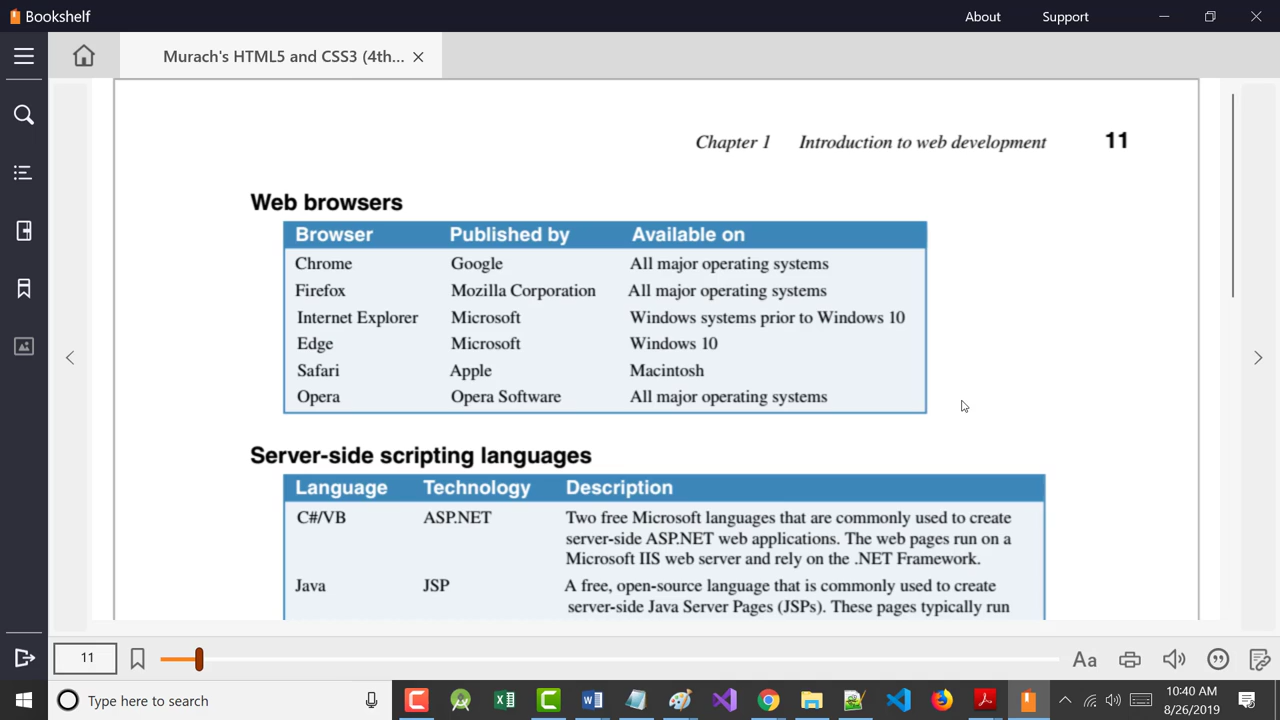 Bookshelf
About
Support
Murach's HTML5 and CSS3 (4th...
Chapter 1 Introduction to web development 11
Web browsers
Browser Published by Available on
Chrome Google All major operating systems
Firefox Mozilla Corporation All major operating systems
Internet Explorer Microsoft Windows systems prior to Windows 10
Edge Microsoft Windows 10
Safari Apple Macintosh
Opera Opera Software All major operating systems
Server-side scripting languages
Language Technology Description
C#/VB ASP.NET Two free Microsoft languages that are commonly used to create
server-side ASP.NET web applications. The web pages run on a
Microsoft IIS web server and rely on the .NET Framework.
Java JSP A free, open-source language that is commonly used to create
server-side Java Server Pages (JSPs). These pages typically run
11
Aa
Type here to search
10:40 AM
8/26/2019